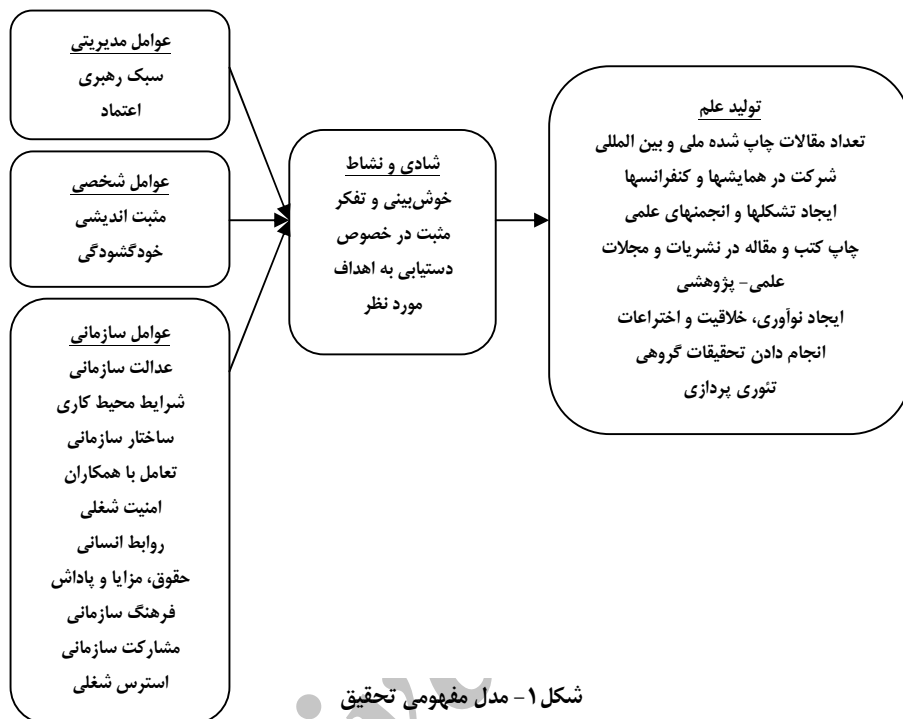 عوامل مدیریتی
سبک رهبری
اعتماد
عوامل شخصی
مثبت اندیشی
خودگشودگی
عوامل سازمانی
عدالت سازمانی
شرایط محیط کاری
ساختار سازمانی
تعامل با همکاران
امنیت شغلی
روابط انسانی
حقوق، مزایا و پاداش
فرهنگ سازمانی
مشارکت سازمانی
استرس شغلی
شادی و نشاط
خوش‌بینی و تفکر
مثبت در خصوص
دستیابی به اهداف
مورد نظر
تولید علم
تعداد مقالات چاپ شده ملی و بین المللی
شرکت در همایشها و کنفرانسها
ایجاد تشکلها و انجمنهای علمی
چاپ کتب و مقاله در نشریات و مجلات
علمی- پژوهشی
ایجاد نوآوری، خلاقیت و اختراعات
انجام دادن تحقیقات گروهی
تئوری پردازی
شکل۱- مدل مفهومی تحقیق